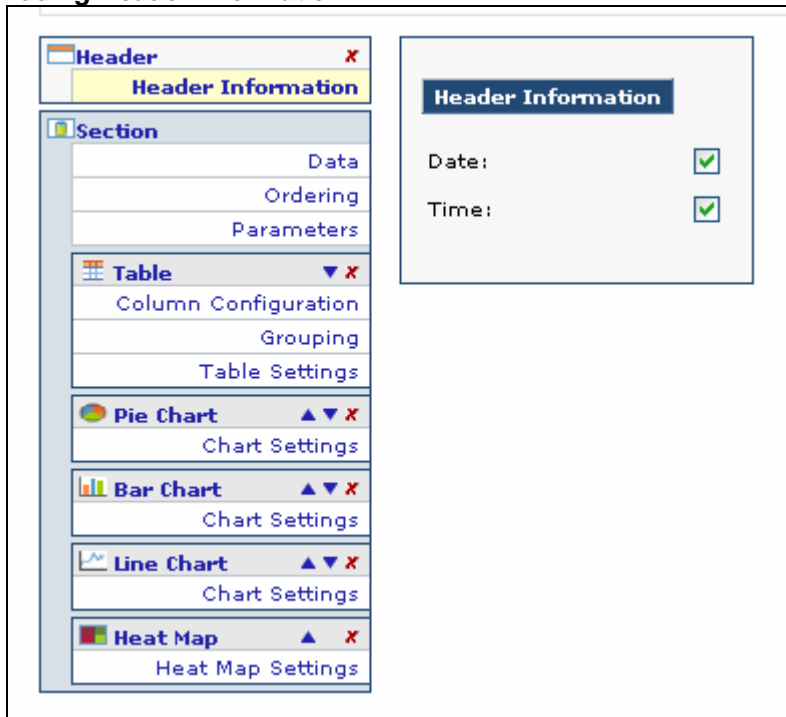 Header
Header Information
Section
Data
Ordering
Parameters
Table
Column Configuration
Grouping
Table Settings
Pie Chart
Chart Settings
Bar Chart
Chart Settings
Line Chart
Chart Settings
Heat Map
Heat Map Settings
Header Information
Date:
Time: